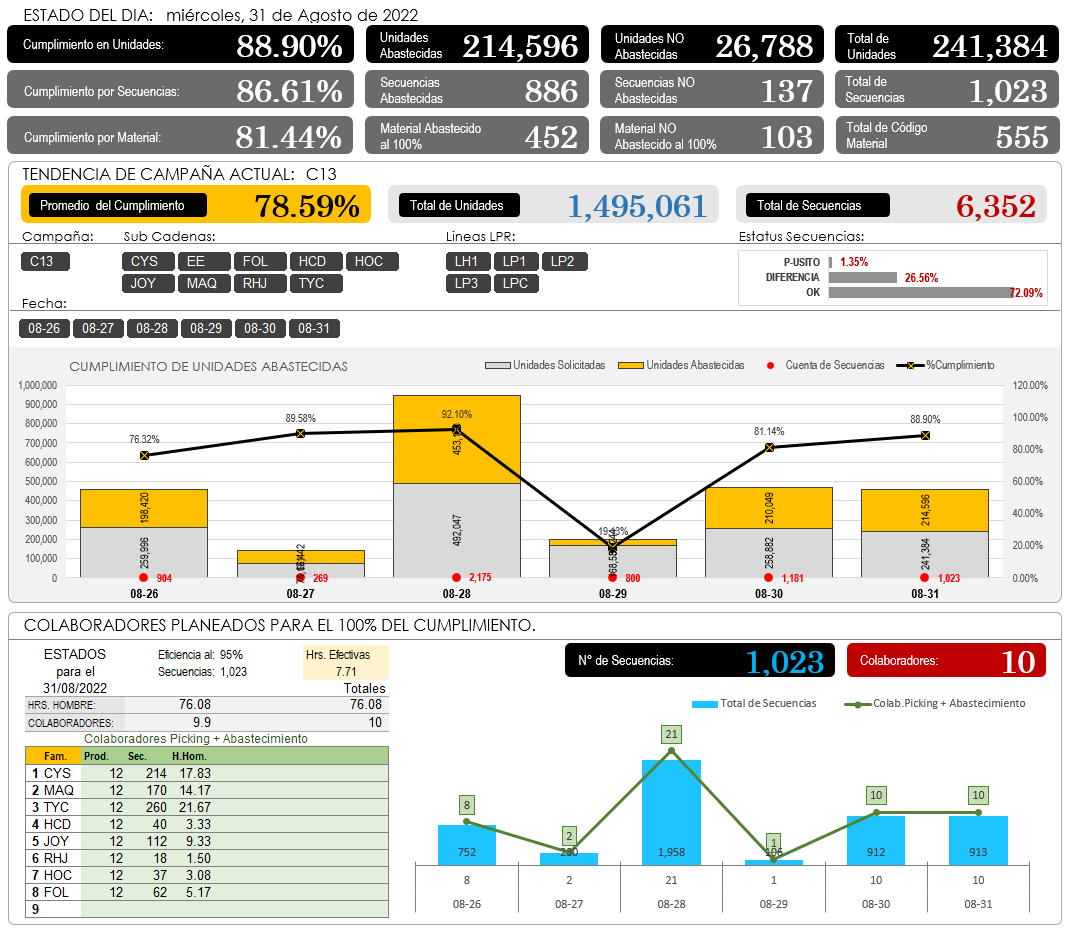 ESTADO DEL DIA: miércoles, 31 de Agosto de 2022
Cumplimiento en Unidades: 88.90%
Unidades Abastecidas 214,596
Unidades NO Abastecidas 26,788
Total de Unidades 241,384
Cumplimiento por Secuencias: 86.61%
Secuencias Abastecidas 886
Secuencias NO Abastecidas 137
Total de Secuencias 1,023
Cumplimiento por Material: 81.44%
Material Abastecido al 100% 452
Material NO Abastecido al 100% 103
Total de Código Material 555
TENDENCIA DE CAMPAÑA ACTUAL: C13
Promedio del Cumplimiento 78.59%
Total de Unidades 1,495,061
Total de Secuencias 6,352
Campaña: Sub Cadenas: Lineas LPR: Estatus Secuencias:
C13 CYS EE FOL HCD HOC LH1 LP1 LP2
JOY MAQ RHJ TYC LP3 LPC
P-USITO 1.35%
DIFERENCIA 26.56%
OK 72.09%
Fecha:
08-26 08-27 08-28 08-29 08-30 08-31
CUMPLIMIENTO DE UNIDADES ABASTECIDAS
Unidades Solicitadas Unidades Abastecidas Cuenta de Secuencias %Cumplimiento
1,000,000 120.00%
900,000
800,000 100.00%
700,000
600,000 80.00%
500,000 60.00%
400,000
300,000 40.00%
200,000 20.00%
100,000
0 0.00%
76.32% 89.58% 92.10% 81.14% 88.90%
198,420 210,049 214,596
259,996 492,047 258,882 241,384
904 269 2,175 800 1,181 1,023
08-26 08-27 08-28 08-29 08-30 08-31
COLABORADORES PLANEADOS PARA EL 100% DEL CUMPLIMIENTO.
ESTADOS para el 31/08/2022
Eficiencia al: 95%
Secuencias: 1,023
Hrs. Efectivas
7.71
Totales
HRS. HOMBRE: 76.08 76.08
COLABORADORES: 9.9 10
Colaboradores Picking + Abastecimiento
Fam. Prod. Sec. H.Hom.
1 CYS 12 214 17.83
2 MAQ 12 170 14.17
3 TYC 12 260 21.67
4 HCD 12 40 3.33
5 JOY 12 112 9.33
6 RHJ 12 18 1.50
7 HOC 12 37 3.08
8 FOL 12 62 5.17
9
N° de Secuencias: 1,023
Colaboradores: 10
Total de Secuencias Colab.Picking + Abastecimiento
8 2 21 1 10 10
752 1,958 912 913
8 2 21 1 10 10
08-26 08-27 08-28 08-29 08-30 08-31